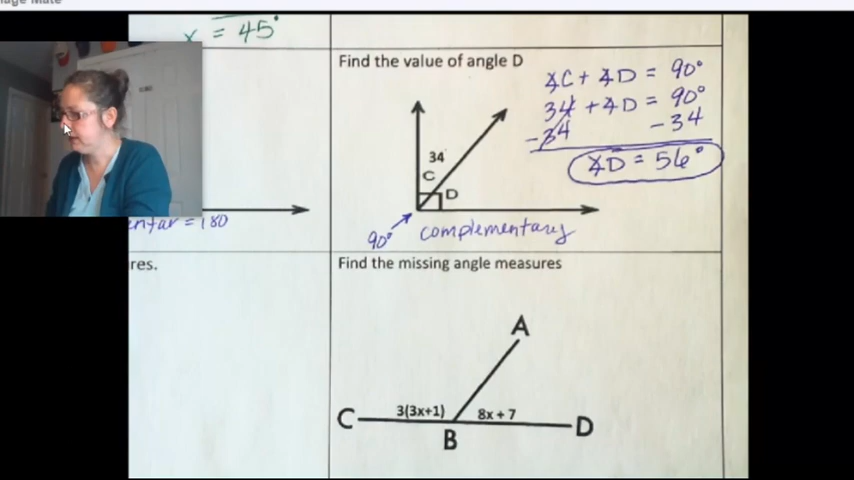 x = 45°
Find the value of angle D
∡C + ∡D = 90°
34 + ∡D = 90°
-34 -34
∡D = 56°
34
C
D
= 180
90°
complementary
res.
Find the missing angle measures
A
C
3(3x+1)
8x + 7
D
B